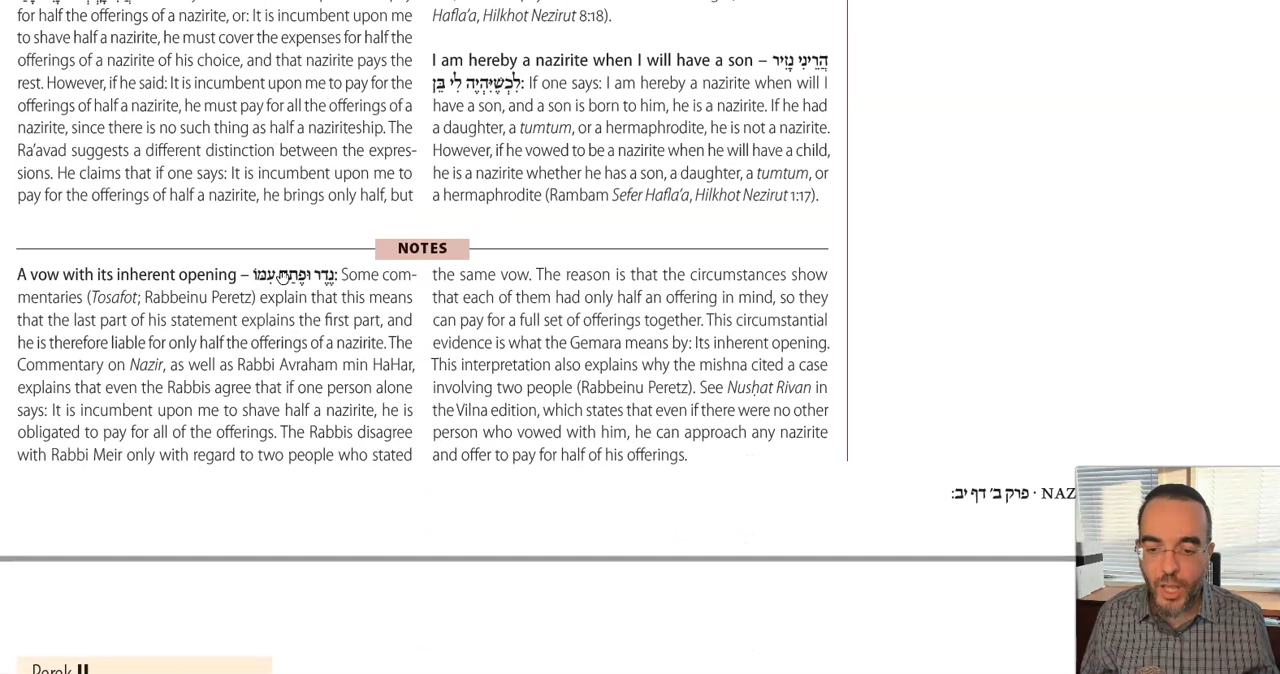 for half the offerings of a nazirite, or: It is incumbent upon me
to shave half a nazirite, he must cover the expenses for half the
offerings of a nazirite of his choice, and that nazirite pays the
rest. However, if he said: It is incumbent upon me to pay for the
offerings of half a nazirite, he must pay for all the offerings of a
nazirite, since there is no such thing as half a naziriteship. The
Ra'avad suggests a different distinction between the expres-
sions. He claims that if one says: It is incumbent upon me to
pay for the offerings of half a nazirite, he brings only half, but
Hafla'a, Hilkhot Nezirut 8:18).
I am hereby a nazirite when I will have a son – הֲרֵינִי נָזִיר
לִכְשֶׁיִּהְיֶה לִי בֵּן: If one says: I am hereby a nazirite when will I
have a son, and a son is born to him, he is a nazirite. If he had
a daughter, a tumtum, or a hermaphrodite, he is not a nazirite.
However, if he vowed to be a nazirite when he will have a child,
he is a nazirite whether he has a son, a daughter, a tumtum, or
a hermaphrodite (Rambam Sefer Hafla'a, Hilkhot Nezirut 1:17).
NOTES
A vow with its inherent opening – נֶדֶר וּפֶתַח עִמּוֹ: Some com-
mentaries (Tosafot; Rabbeinu Peretz) explain that this means
that the last part of his statement explains the first part, and
he is therefore liable for only half the offerings of a nazirite. The
Commentary on Nazir, as well as Rabbi Avraham min HaHar,
explains that even the Rabbis agree that if one person alone
says: It is incumbent upon me to shave half a nazirite, he is
obligated to pay for all of the offerings. The Rabbis disagree
with Rabbi Meir only with regard to two people who stated
the same vow. The reason is that the circumstances show
that each of them had only half an offering in mind, so they
can pay for a full set of offerings together. This circumstantial
evidence is what the Gemara means by: Its inherent opening.
This interpretation also explains why the mishna cited a case
involving two people (Rabbeinu Peretz). See Nusḥat Rivan in
the Vilna edition, which states that even if there were no other
person who vowed with him, he can approach any nazirite
and offer to pay for half of his offerings.
NAZ · פרק ב׳ דף יב:
Perek II